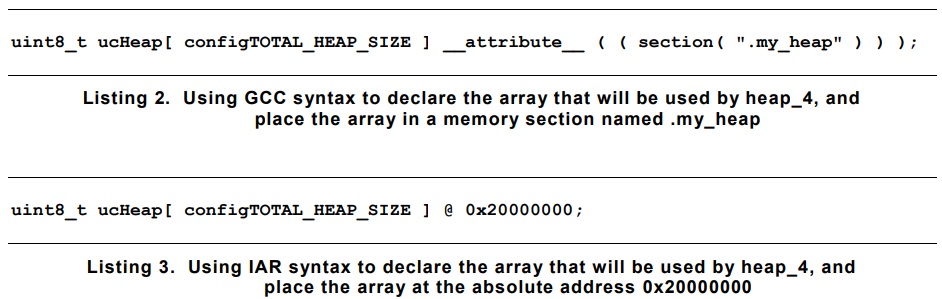 uint8_t ucHeap[ configTOTAL_HEAP_SIZE ] __attribute__ ( ( section( ".my_heap" ) ) );
Listing 2. Using GCC syntax to declare the array that will be used by heap_4, and
place the array in a memory section named .my_heap
uint8_t ucHeap[ configTOTAL_HEAP_SIZE ] @ 0x20000000;
Listing 3. Using IAR syntax to declare the array that will be used by heap_4, and
place the array at the absolute address 0x20000000